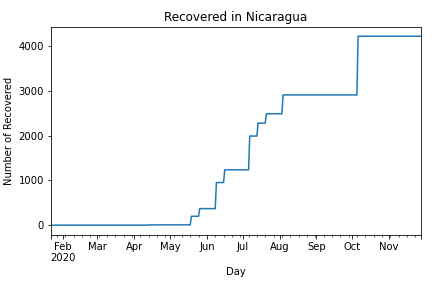 Recovered in Nicaragua
Number of Recovered
4000
3000
2000
1000
0
Feb Mar Apr May Jun Jul Aug Sep Oct Nov
2020
Day